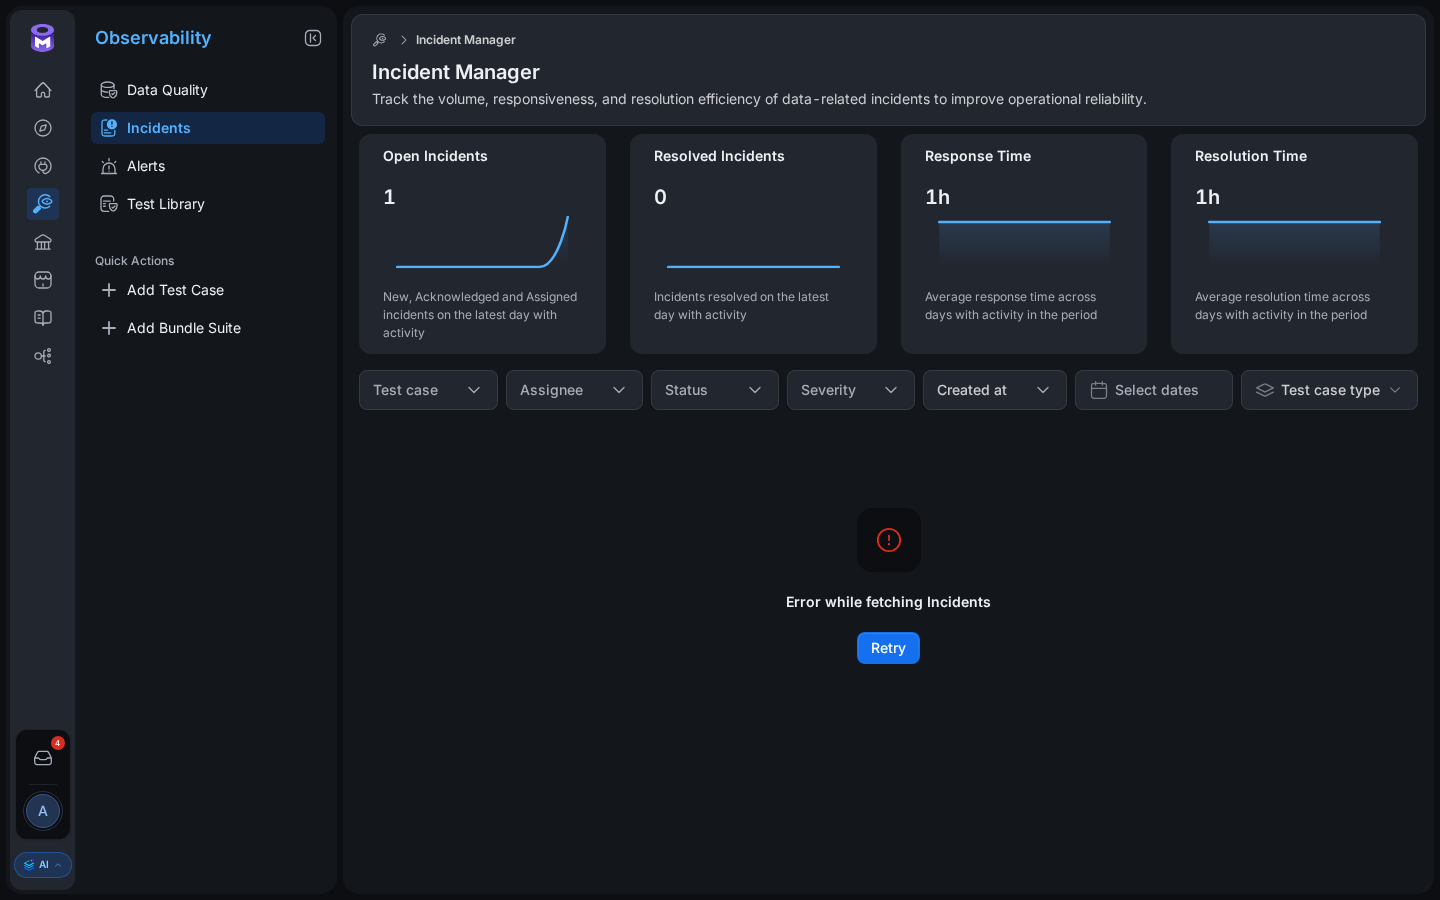 Observability
Data Quality
Incidents
Alerts
Test Library
Quick Actions
Add Test Case
Add Bundle Suite
4
A
AI
Incident Manager
Incident Manager
Track the volume, responsiveness, and resolution efficiency of data-related incidents to improve operational reliability.
Open Incidents
1
New, Acknowledged and Assigned
incidents on the latest day with
activity
Resolved Incidents
0
Incidents resolved on the latest
day with activity
Response Time
1h
Average response time across
days with activity in the period
Resolution Time
1h
Average resolution time across
days with activity in the period
Test case
Assignee
Status
Severity
Created at
Select dates
Test case type
Error while fetching Incidents
Retry